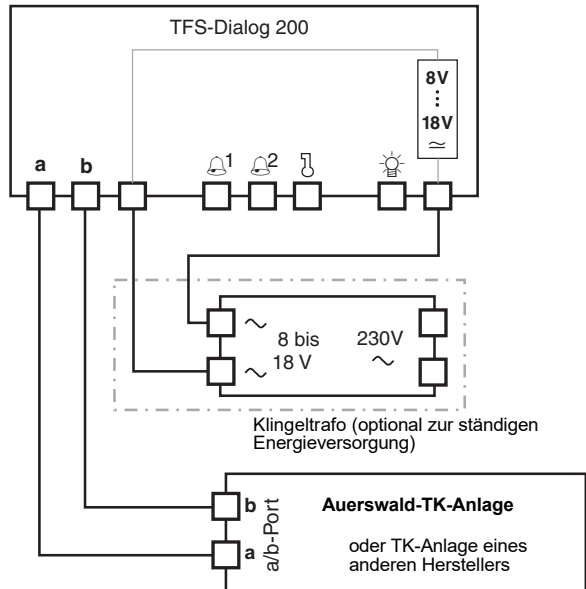 TFS-Dialog 200
8V
18V
a
b
1
2
8 bis
18 V
230V
Klingeltrafo (optional zur ständigen
Energieversorgung)
b
a
a/b-Port
Auerswald-TK-Anlage
oder TK-Anlage eines
anderen Herstellers